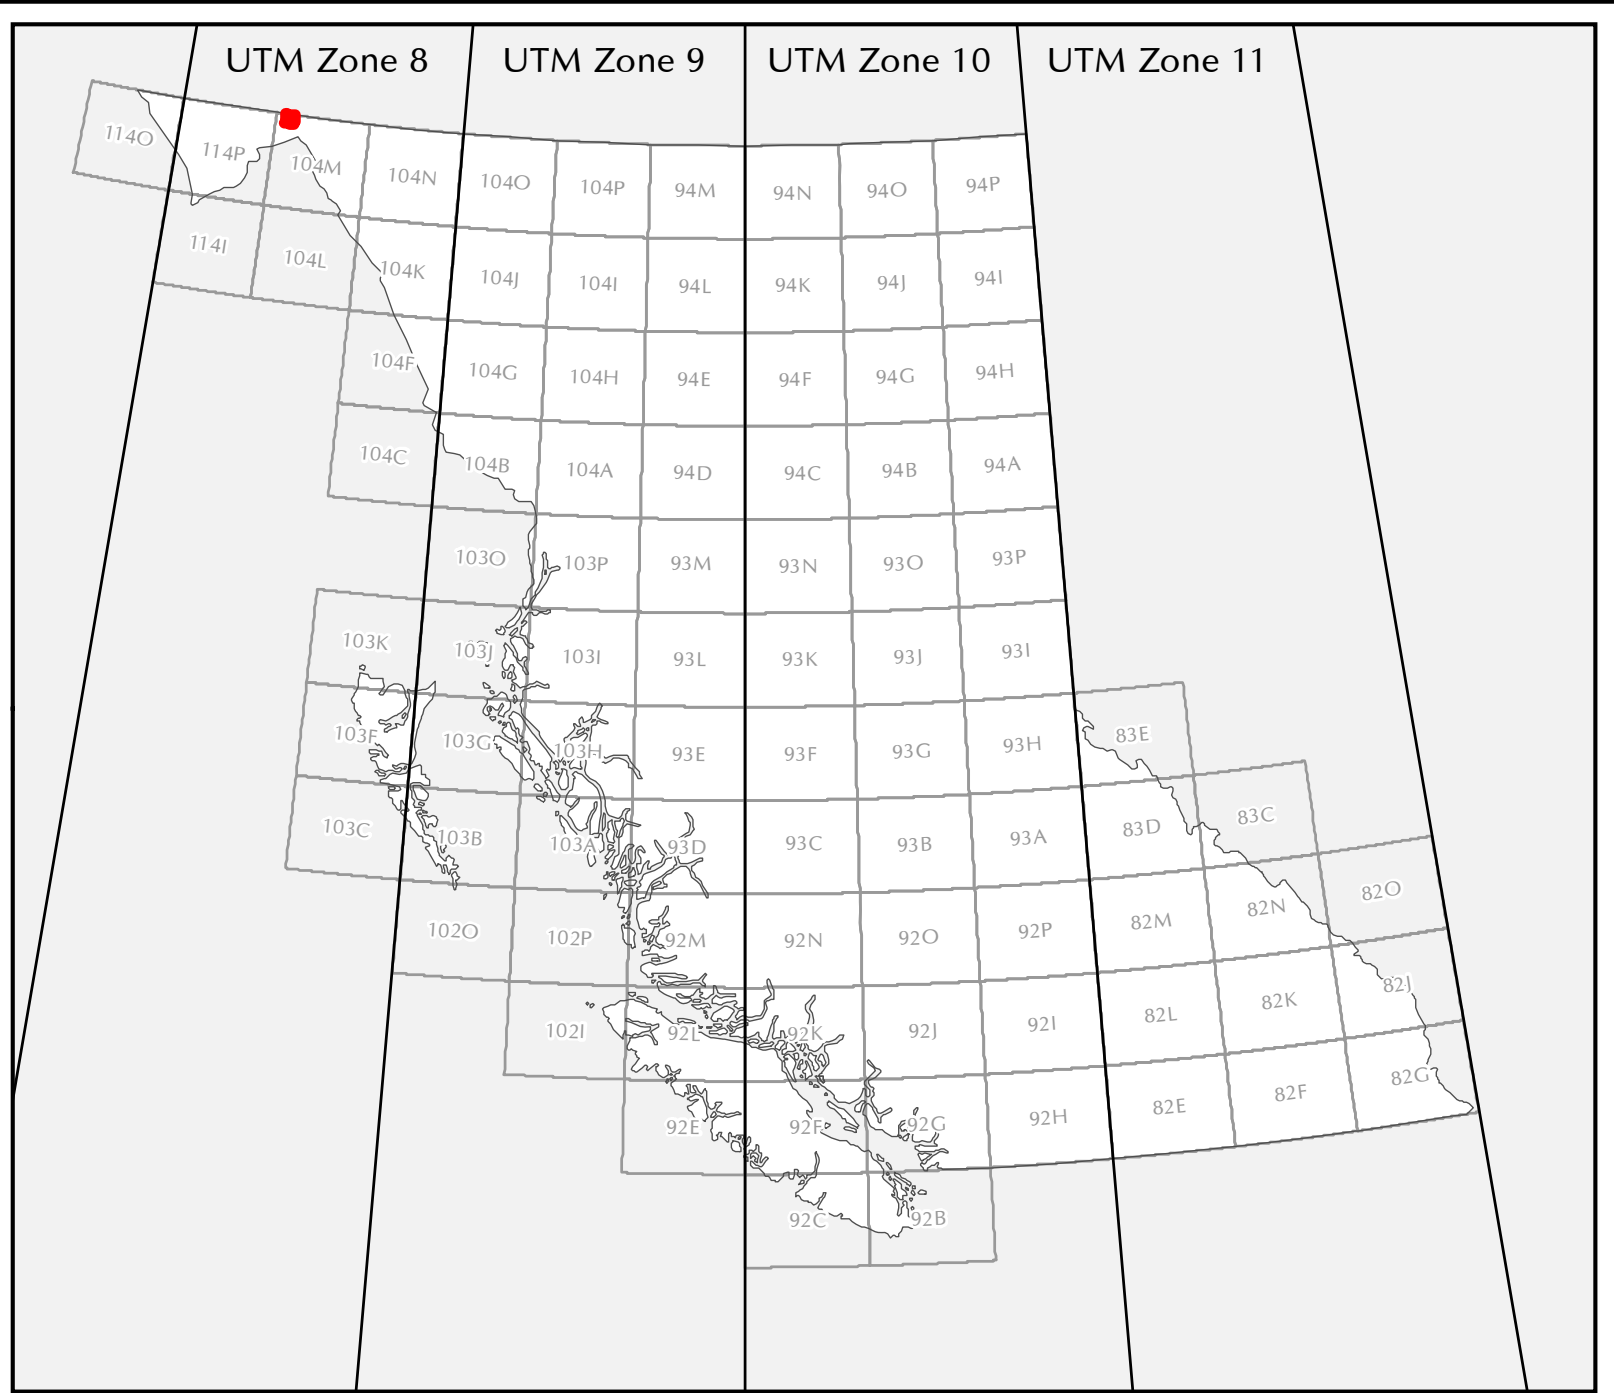 UTM Zone 8 UTM Zone 9 UTM Zone 10 UTM Zone 11
114O 114P 104M 104N 104O 104P 94M 94N 94O 94P
114I 104L 104K 104J 104I 94L 94K 94J 94I
104F 104G 104H 94E 94F 94G 94H
104C 104B 104A 94D 94C 94B 94A
103O 103P 93M 93N 93O 93P
103K 103J 103I 93L 93K 93J 93I
103F 103G 103H 93E 93F 93G 93H 83E
103C 103B 103A 93D 93C 93B 93A 83D 83C
102O 102P 92M 92N 92O 92P 82M 82N 82O
102I 92L 92K 92J 92I 82L 82K 82J
92E 92F 92G 92H 82E 82F 82G
92C 92B